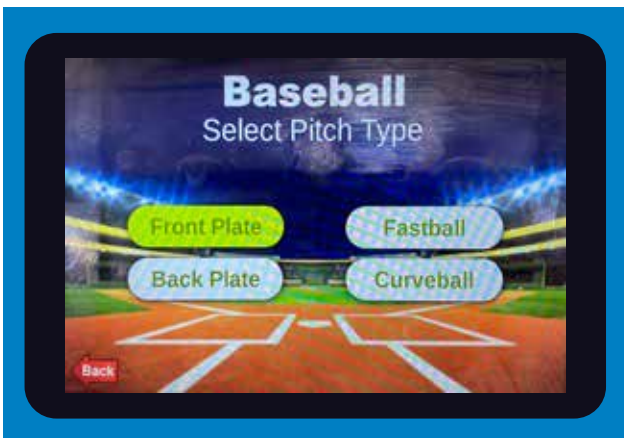 Baseball
Select Pitch Type
Front Plate
Fastball
Back Plate
Curveball
Back